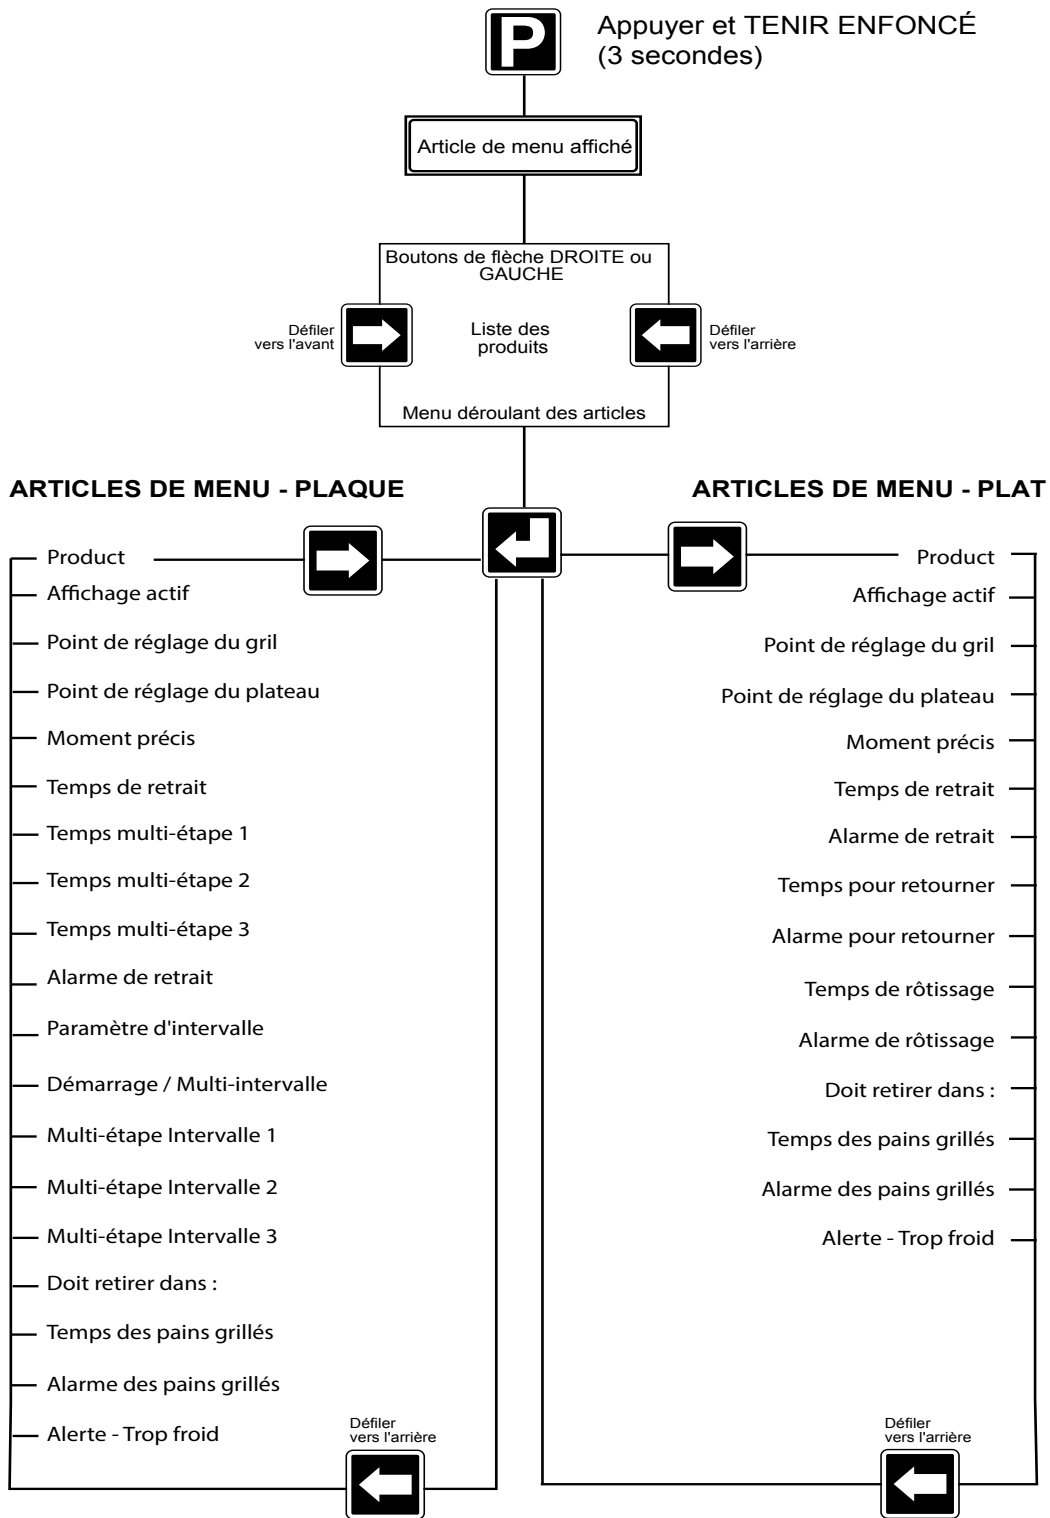 P
Appuyer et TENIR ENFONCÉ
(3 secondes)
Article de menu affiché
Boutons de flèche DROITE ou
GAUCHE
Défiler
vers l'avant
Liste des
produits
Défiler
vers l'arrière
Menu déroulant des articles
ARTICLES DE MENU - PLAQUE
Product
Affichage actif
Point de réglage du gril
Point de réglage du plateau
Moment précis
Temps de retrait
Temps multi-étape 1
Temps multi-étape 2
Temps multi-étape 3
Alarme de retrait
Paramètre d'intervalle
Démarrage / Multi-intervalle
Multi-étape Intervalle 1
Multi-étape Intervalle 2
Multi-étape Intervalle 3
Doit retirer dans :
Temps des pains grillés
Alarme des pains grillés
Alerte - Trop froid
Défiler
vers l'arrière
ARTICLES DE MENU - PLAT
Product
Affichage actif
Point de réglage du gril
Point de réglage du plateau
Moment précis
Temps de retrait
Alarme de retrait
Temps pour retourner
Alarme pour retourner
Temps de rôtissage
Alarme de rôtissage
Doit retirer dans :
Temps des pains grillés
Alarme des pains grillés
Alerte - Trop froid
Défiler
vers l'arrière